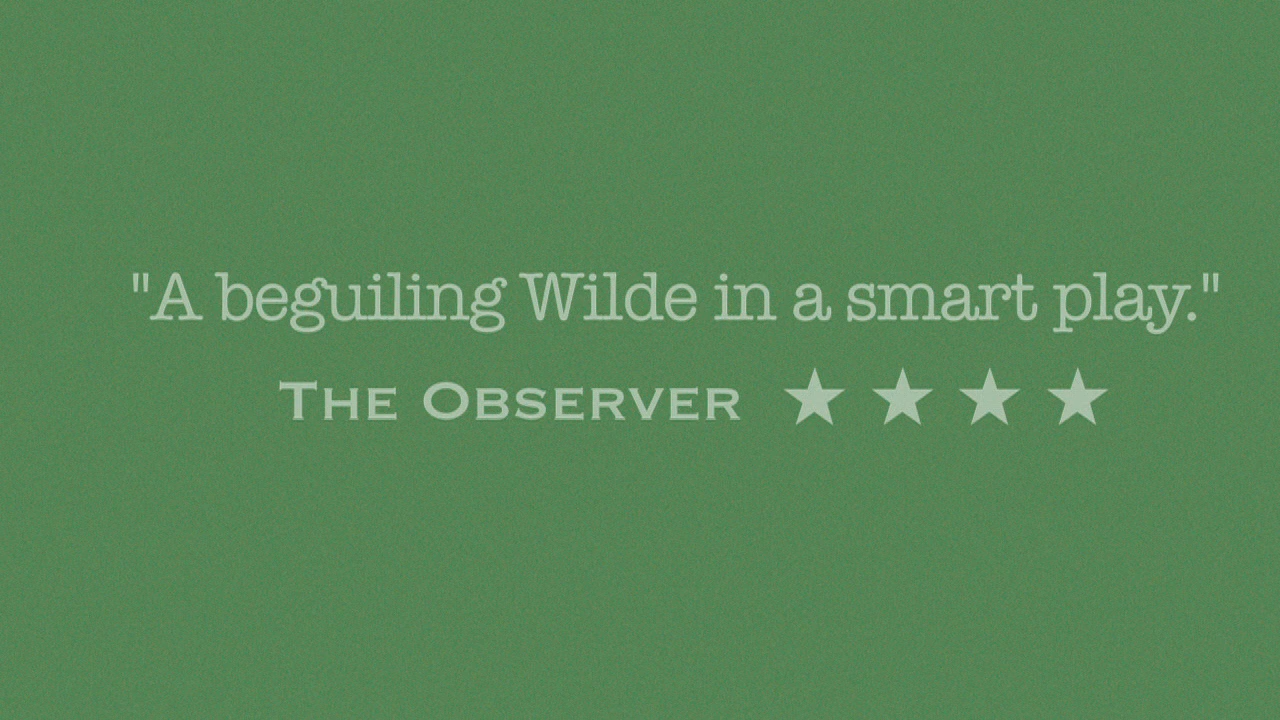 "A beguiling Wilde in a smart play."
The Observer ★ ★ ★ ★